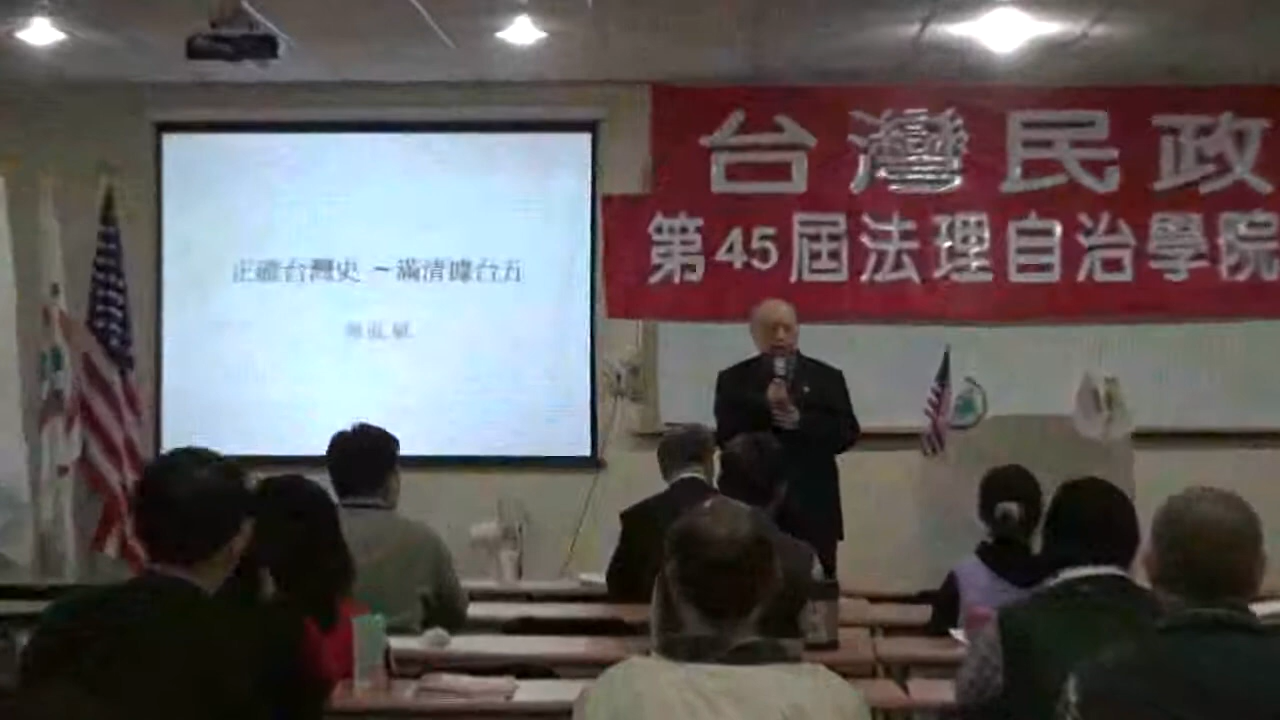 台灣民政
第45屆法理自治學院
正確台灣史 ~ 滿清據台五